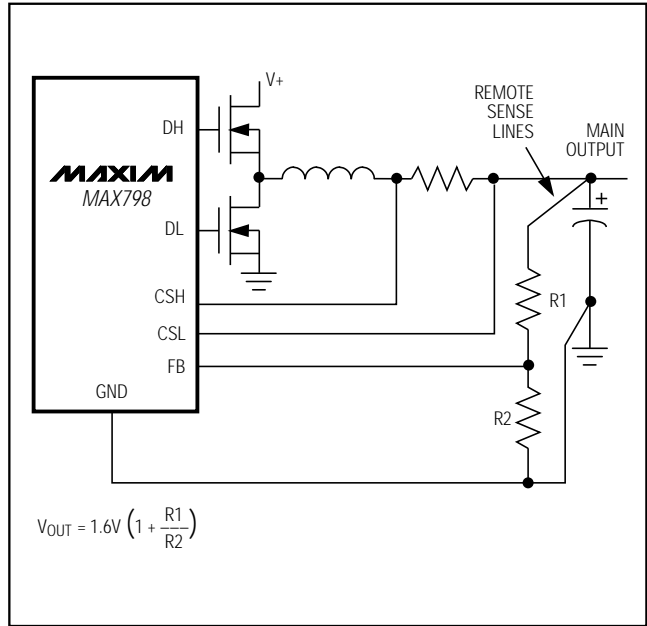 V+
REMOTE
SENSE
LINES
MAIN
OUTPUT
DH
MAXIM
MAX798
+
DL
CSH
R1
CSL
FB
GND
R2
VOUT = 1.6V (1 + R1/R2)